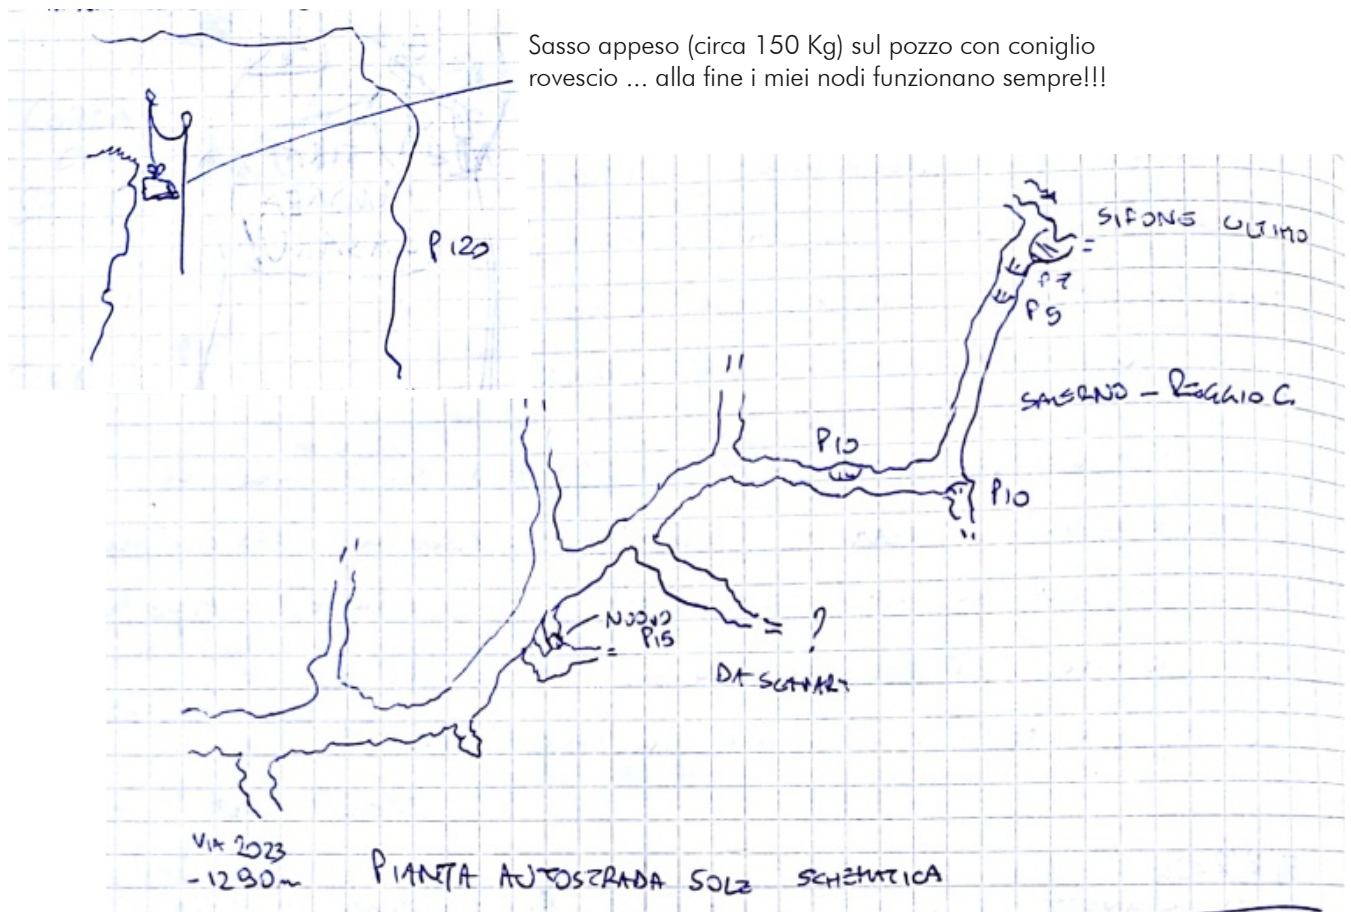 Sasso appeso (circa 150 Kg) sul pozzo con coniglio
rovescio ... alla fine i miei nodi funzionano sempre!!!
P120
SIFONE ULTIMO
P7
P5
SALERNO - REGGIO C.
P10
P10
NUOVO
P15
?
DA SCAVARE
VIA 2023
-1290m
PIANTA AUTOSTRADA SOLE SCHEMATICA